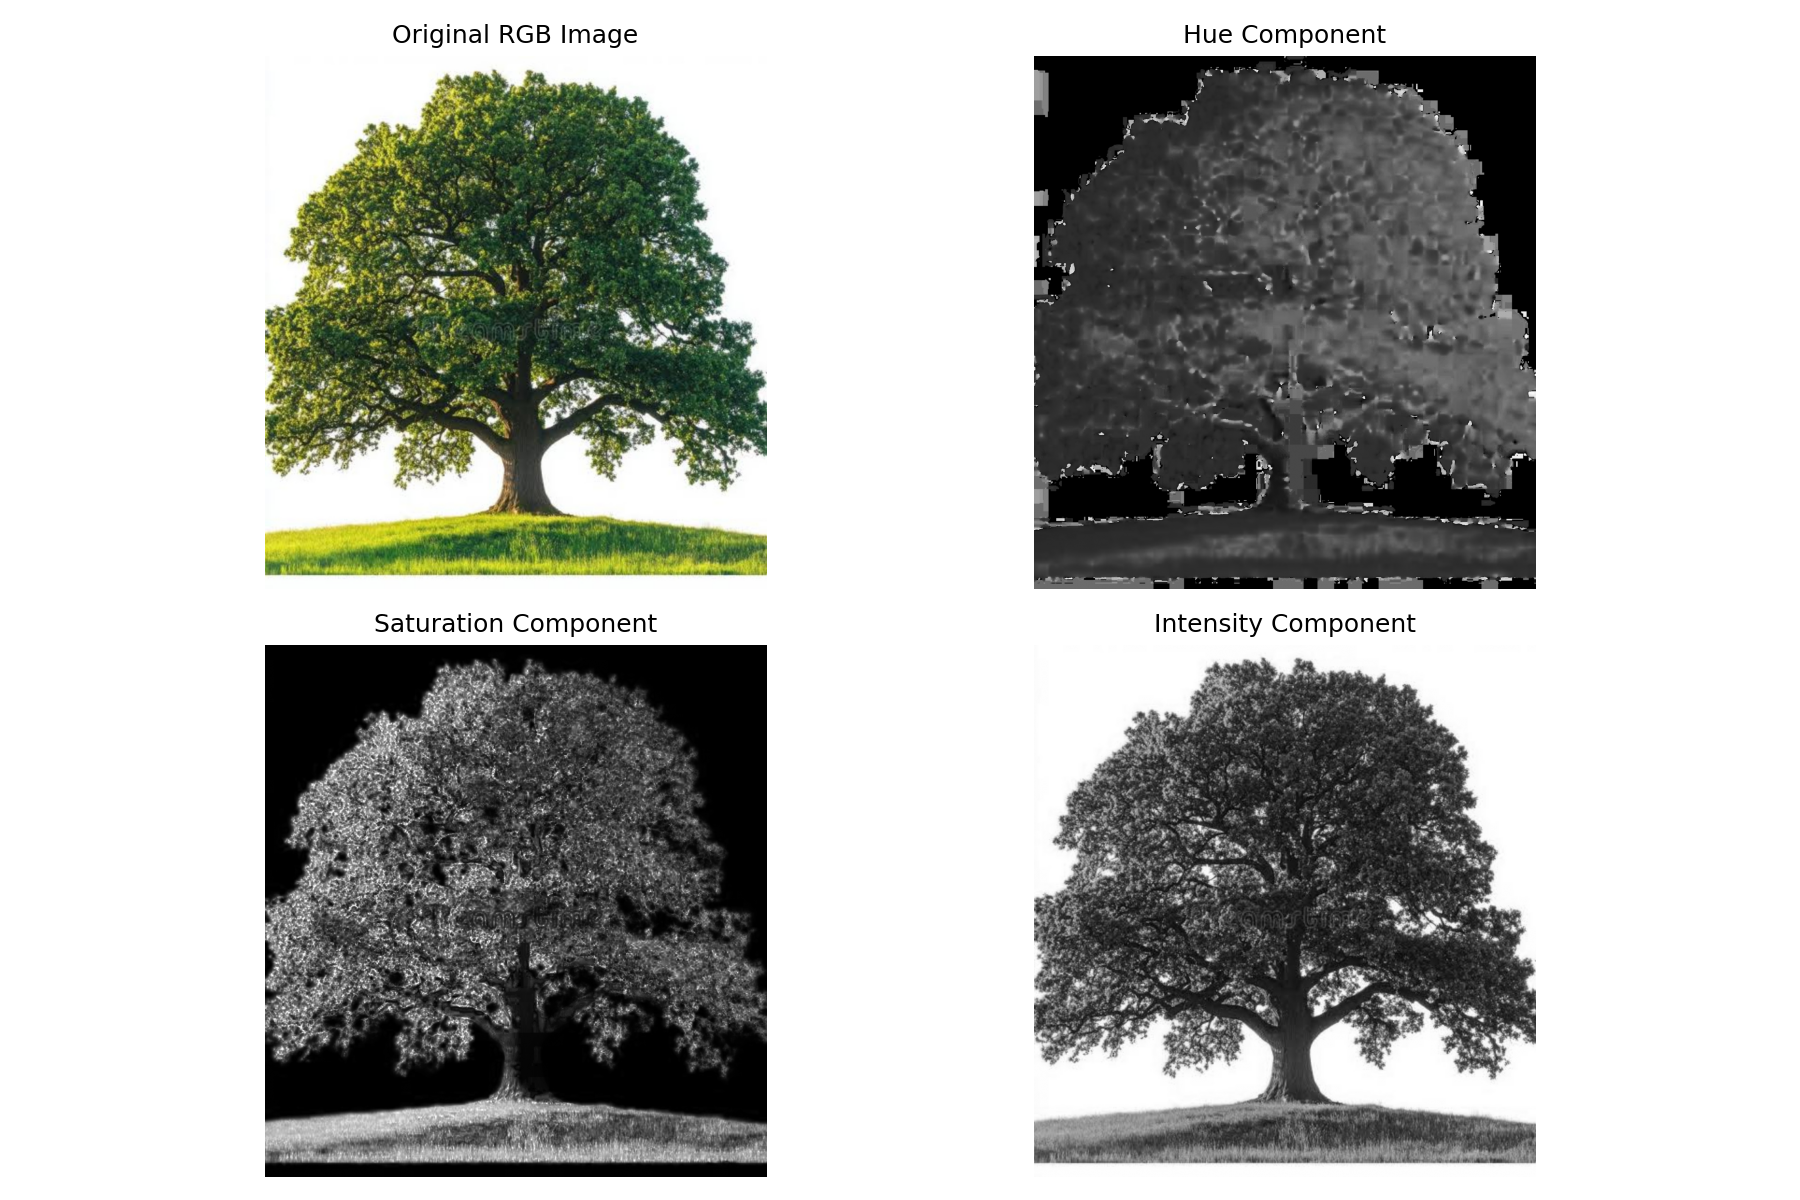 Original RGB Image
Hue Component
Saturation Component
Intensity Component